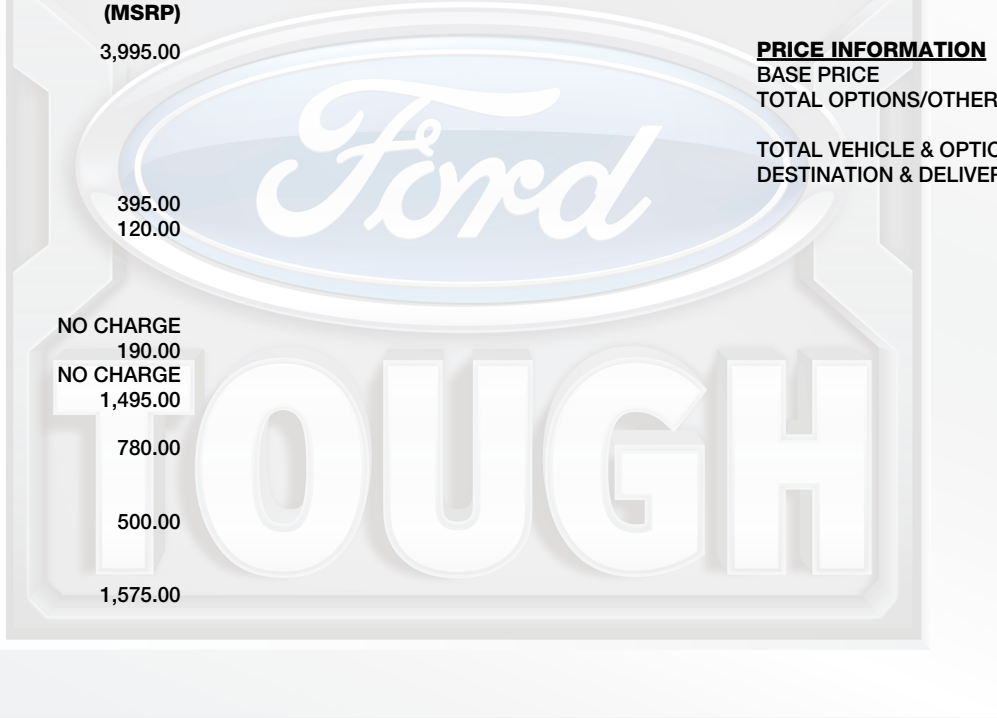 (MSRP)
3,995.00
395.00
120.00
NO CHARGE
190.00
NO CHARGE
1,495.00
780.00
500.00
1,575.00
PRICE INFORMATION
BASE PRICE
TOTAL OPTIONS/OTHER
TOTAL VEHICLE & OPTIO
DESTINATION & DELIVER
Ford
TOUGH